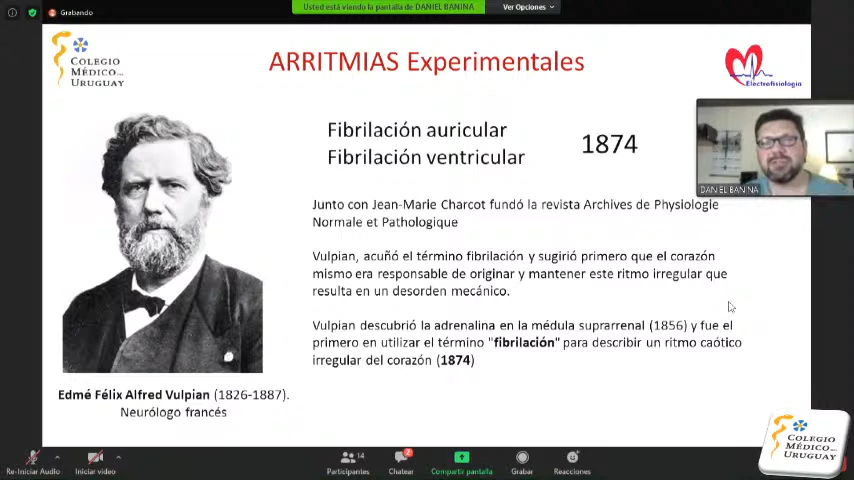 Grabando
Usted está viendo la pantalla de DANIEL BANINA
Ver Opciones
COLEGIO
MÉDICO DEL
URUGUAY
ARRITMIAS Experimentales
Electrofisiología
Fibrilación auricular
Fibrilación ventricular
1874
DANIEL BANINA
Junto con Jean-Marie Charcot fundó la revista Archives de Physiologie
Normale et Pathologique
Vulpian, acuñó el término fibrilación y sugirió primero que el corazón
mismo era responsable de originar y mantener este ritmo irregular que
resulta en un desorden mecánico.
Vulpian descubrió la adrenalina en la médula suprarrenal (1856) y fue el
primero en utilizar el término "fibrilación" para describir un ritmo caótico
irregular del corazón (1874)
Edmé Félix Alfred Vulpian (1826-1887).
Neurólogo francés
COLEGIO
MÉDICO DEL
URUGUAY
14
2
Re-Iniciar Audio
Iniciar video
Participantes
Chatear
Compartir pantalla
Grabar
Reacciones